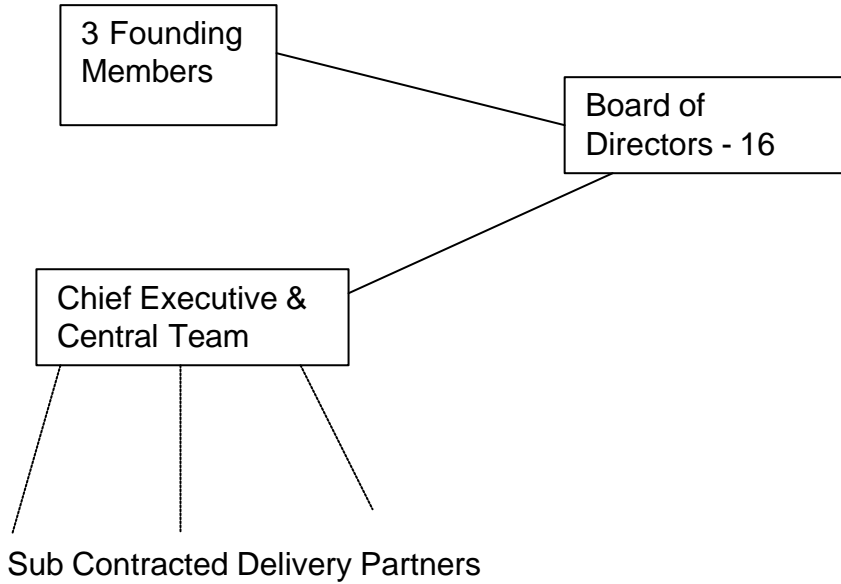 3 Founding
Members
Board of
Directors - 16
Chief Executive &
Central Team
Sub Contracted Delivery Partners